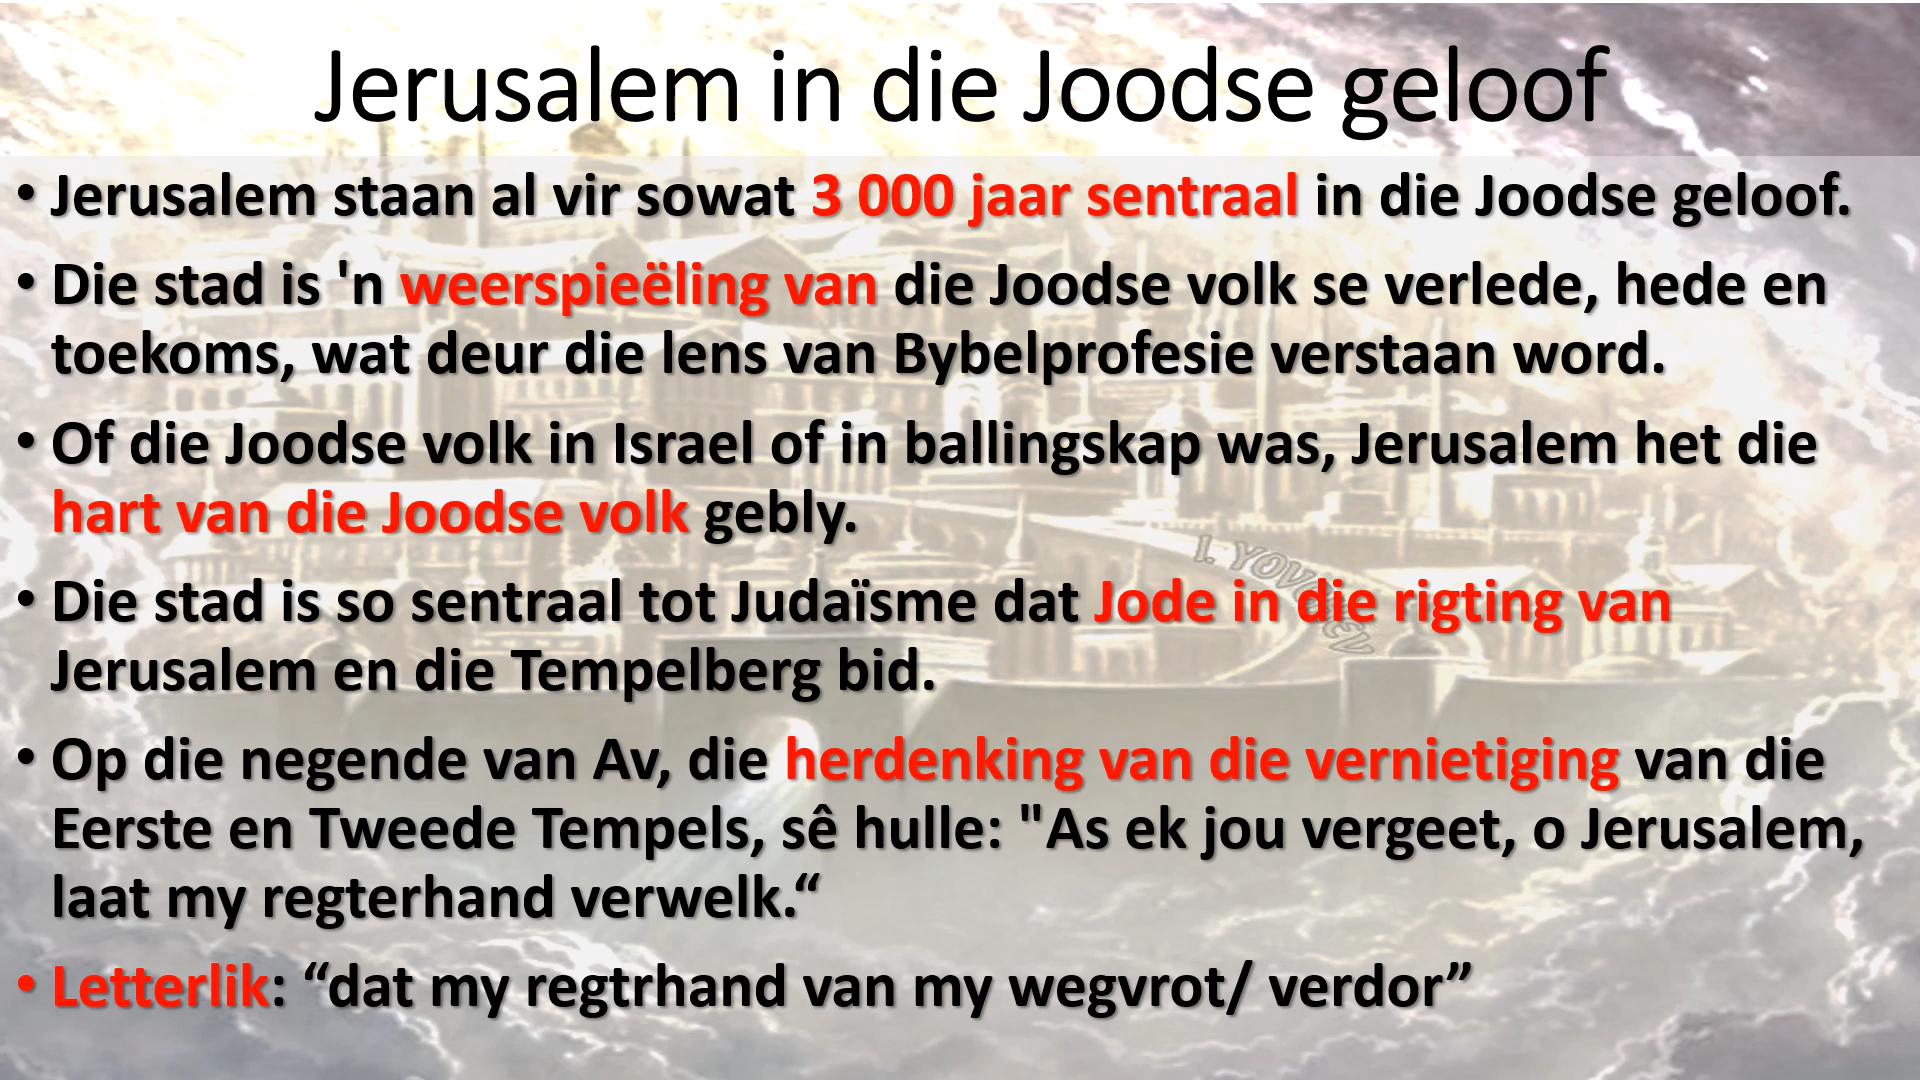 Jerusalem in die Joodse geloof
• Jerusalem staan al vir sowat 3 000 jaar sentraal in die Joodse geloof.
• Die stad is 'n weerspieëling van die Joodse volk se verlede, hede en
toekoms, wat deur die lens van Bybelprofesie verstaan word.
• Of die Joodse volk in Israel of in ballingskap was, Jerusalem het die
hart van die Joodse volk gebly.
I. YOVEL
• Die stad is so sentraal tot Judaïsme dat Jode in die rigting van
Jerusalem en die Tempelberg bid.
• Op die negende van Av, die herdenking van die vernietiging van die
Eerste en Tweede Tempels, sê hulle: "As ek jou vergeet, o Jerusalem,
laat my regterhand verwelk.“
• Letterlik: “dat my regtrhand van my wegvrot/ verdor”